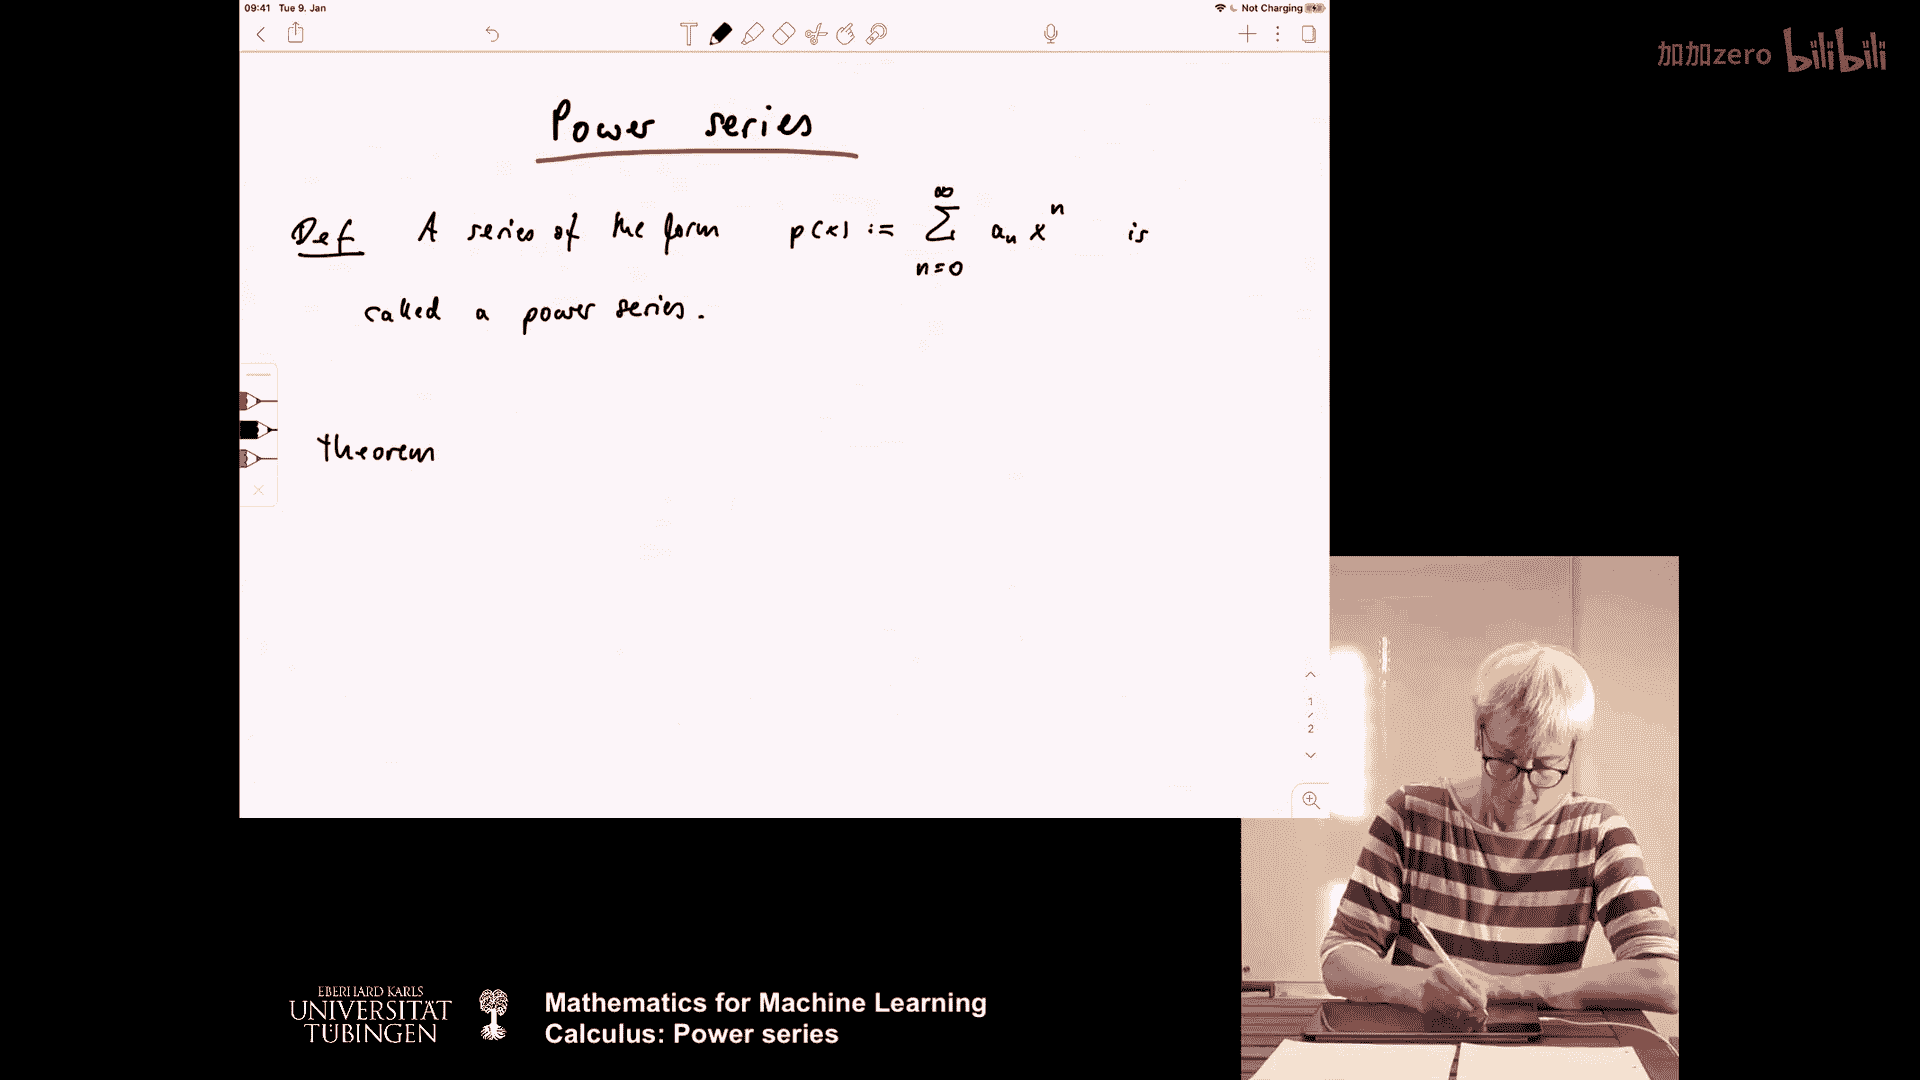 09:41 Tue 9. Jan
Not Charging
加加zero bilibili
T
Power series
Def A series of the form p(x) := ∞ ∑ n=0 aₙ xⁿ is
called a power series.
theorem
1
/
2
EBERHARD KARLS
UNIVERSITÄT
TÜBINGEN
Mathematics for Machine Learning
Calculus: Power series